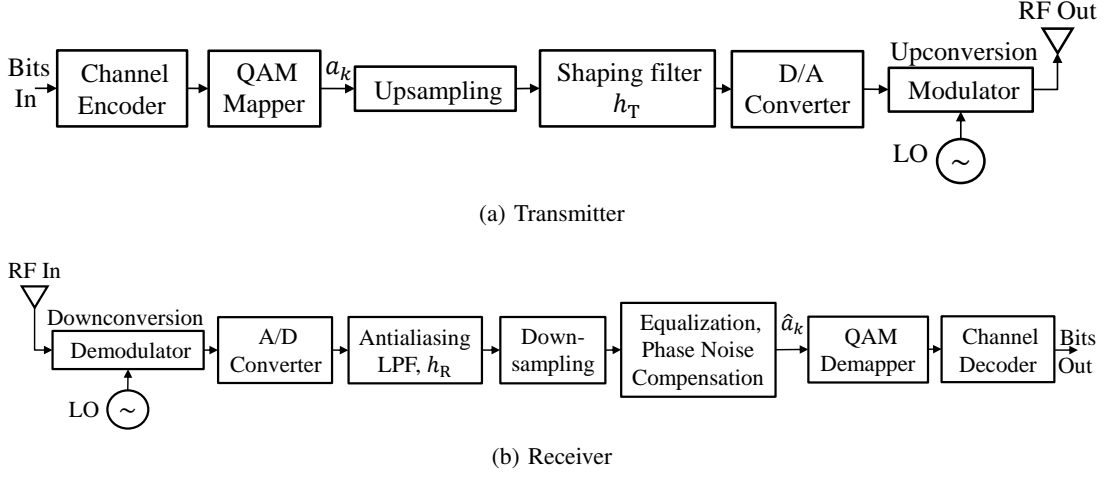 RF Out
Bits
In
Channel
Encoder
QAM
Mapper
a_k
Upsampling
Shaping filter
h_T
D/A
Converter
Upconversion
Modulator
LO
~
(a) Transmitter
RF In
Downconversion
Demodulator
LO
~
A/D
Converter
Antialiasing
LPF, h_R
Down-
sampling
Equalization,
Phase Noise
Compensation
â_k
QAM
Demapper
Channel
Decoder
Bits
Out
(b) Receiver